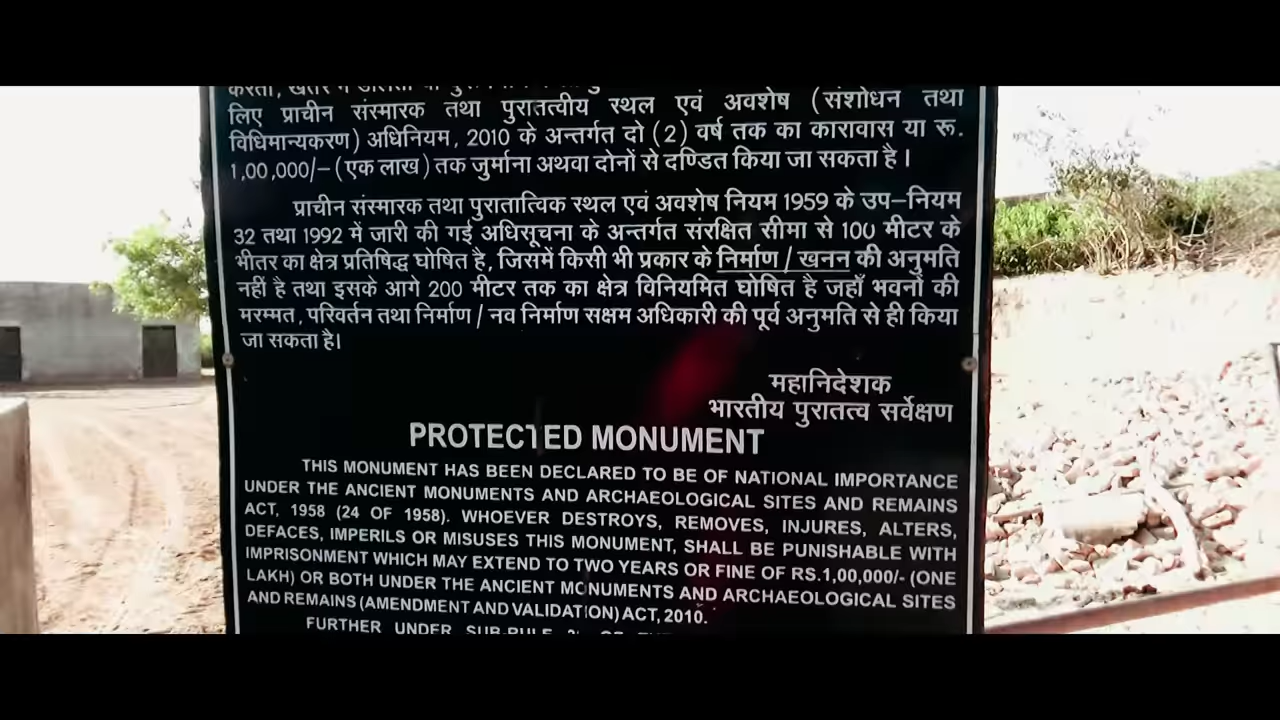 करता, खतरे में
लिए प्राचीन संस्मारक तथा पुरातत्वीय स्थल एवं अवशेष (संशोधन तथा
विधिमान्यकरण) अधिनियम, 2010 के अन्तर्गत दो (2) वर्ष तक का कारावास या रू.
1,00,000/– (एक लाख) तक जुर्माना अथवा दोनों से दण्डित किया जा सकता है।
प्राचीन संस्मारक तथा पुरातात्विक स्थल एवं अवशेष नियम 1959 के उप–नियम
32 तथा 1992 में जारी की गई अधिसूचना के अन्तर्गत संरक्षित सीमा से 100 मीटर के
भीतर का क्षेत्र प्रतिषिद्ध घोषित है, जिसमें किसी भी प्रकार के निर्माण / खनन की अनुमति
नहीं है तथा इसके आगे 200 मीटर तक का क्षेत्र विनियमित घोषित है जहाँ भवनों की
मरम्मत, परिवर्तन तथा निर्माण / नव निर्माण सक्षम अधिकारी की पूर्व अनुमति से ही किया
जा सकता है।
महानिदेशक
भारतीय पुरातत्व सर्वेक्षण
PROTECTED MONUMENT
THIS MONUMENT HAS BEEN DECLARED TO BE OF NATIONAL IMPORTANCE
UNDER THE ANCIENT MONUMENTS AND ARCHAEOLOGICAL SITES AND REMAINS
ACT, 1958 (24 OF 1958). WHOEVER DESTROYS, REMOVES, INJURES, ALTERS,
DEFACES, IMPERILS OR MISUSES THIS MONUMENT, SHALL BE PUNISHABLE WITH
IMPRISONMENT WHICH MAY EXTEND TO TWO YEARS OR FINE OF RS.1,00,000/- (ONE
LAKH) OR BOTH UNDER THE ANCIENT MONUMENTS AND ARCHAEOLOGICAL SITES
AND REMAINS (AMENDMENT AND VALIDATION) ACT, 2010.
FURTHER UNDER SUB-RULE